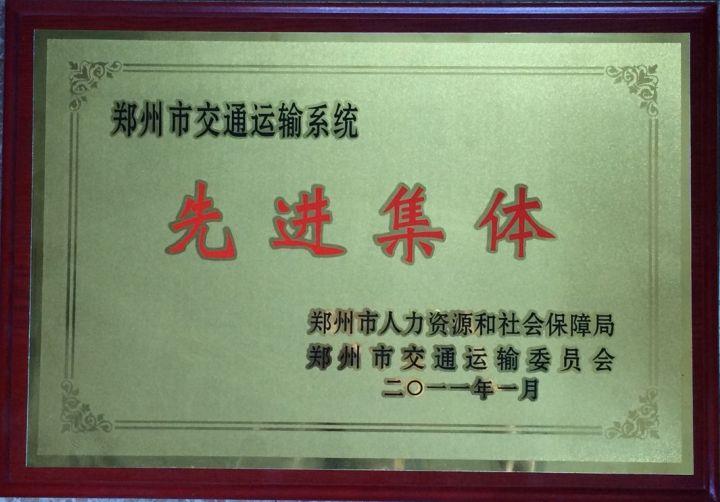 郑州市交通运输系统
先进集体
郑州市人力资源和社会保障局
郑州市交通运输委员会
二〇一一年一月